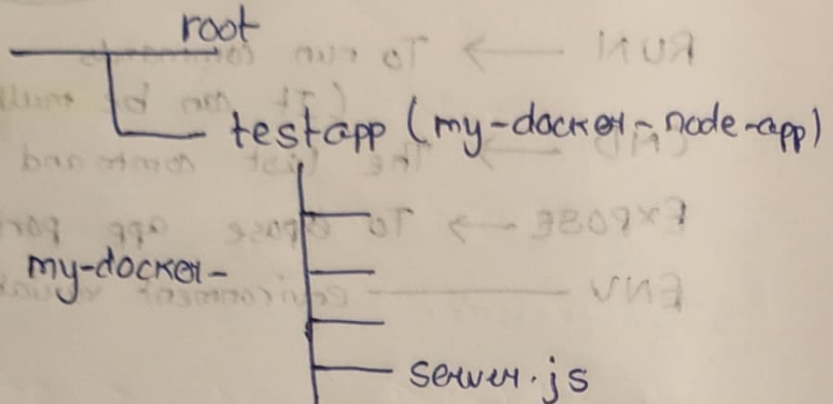 root
testapp (my-docker-node-app)
my-docker-
server.js